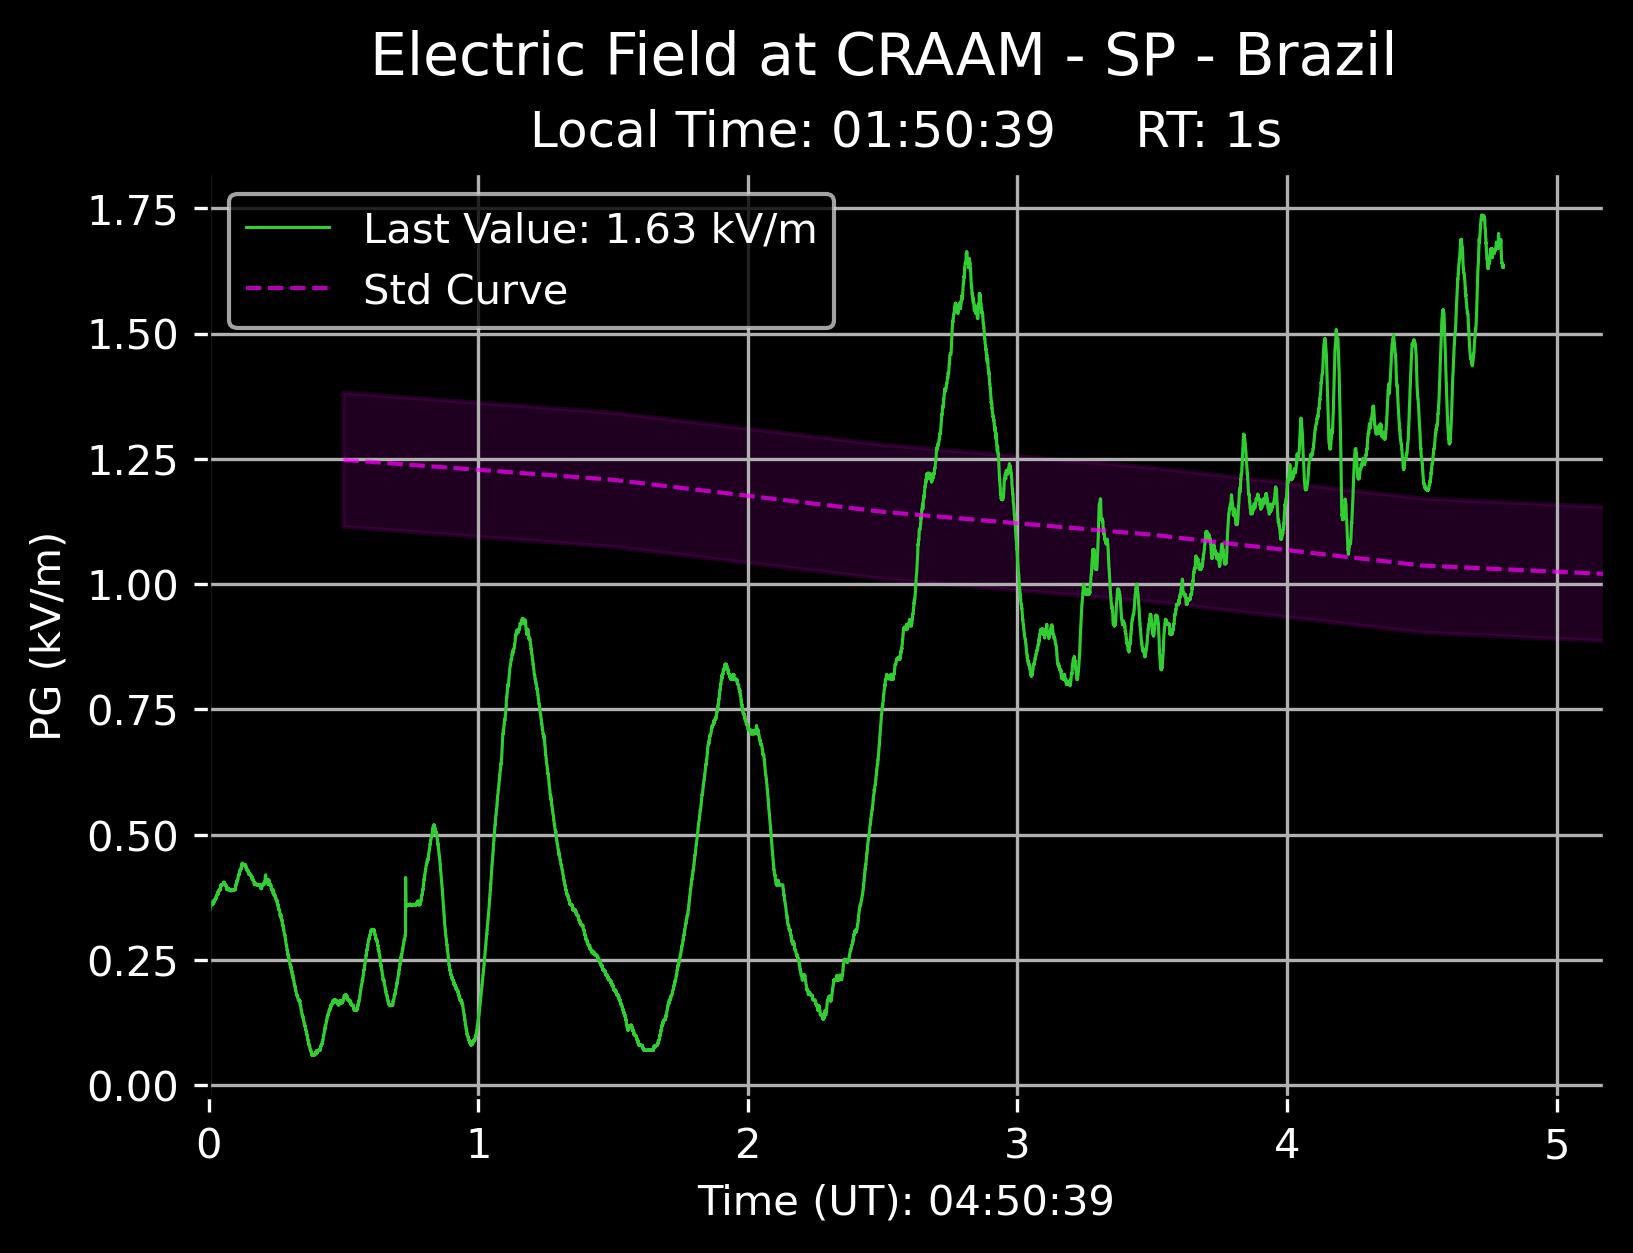 Electric Field at CRAAM - SP - Brazil
Local Time: 01:50:39 RT: 1s
Last Value: 1.63 kV/m
Std Curve
PG (kV/m)
1.75
1.50
1.25
1.00
0.75
0.50
0.25
0.00
0 1 2 3 4 5
Time (UT): 04:50:39